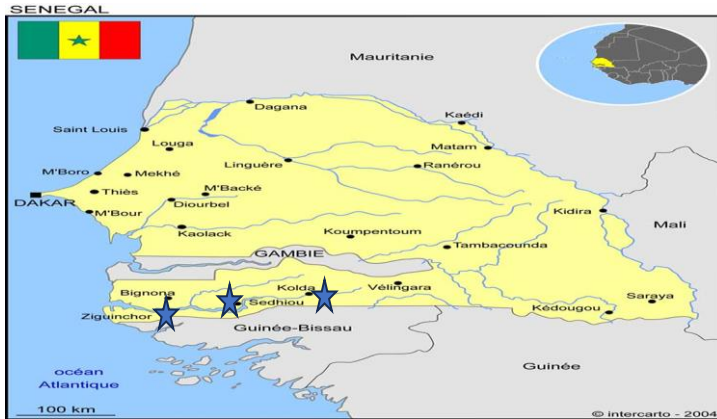 SENEGAL
Mauritanie
Dagana
Kaédi
Saint Louis
Louga
Matam
Linguère
Ranérou
M'Boro
Mekhé
Thiès
M'Backé
DAKAR
Diourbel
M'Bour
Kidira
Mali
Kaolack
Koumpentoum
Tambacounda
GAMBIE
Bignona
Kolda
Vélingara
Sedhiou
Saraya
Ziguinchor
Kédougou
Guinée-Bissau
Guinée
océan
Atlantique
100 km
© intercarto - 2004